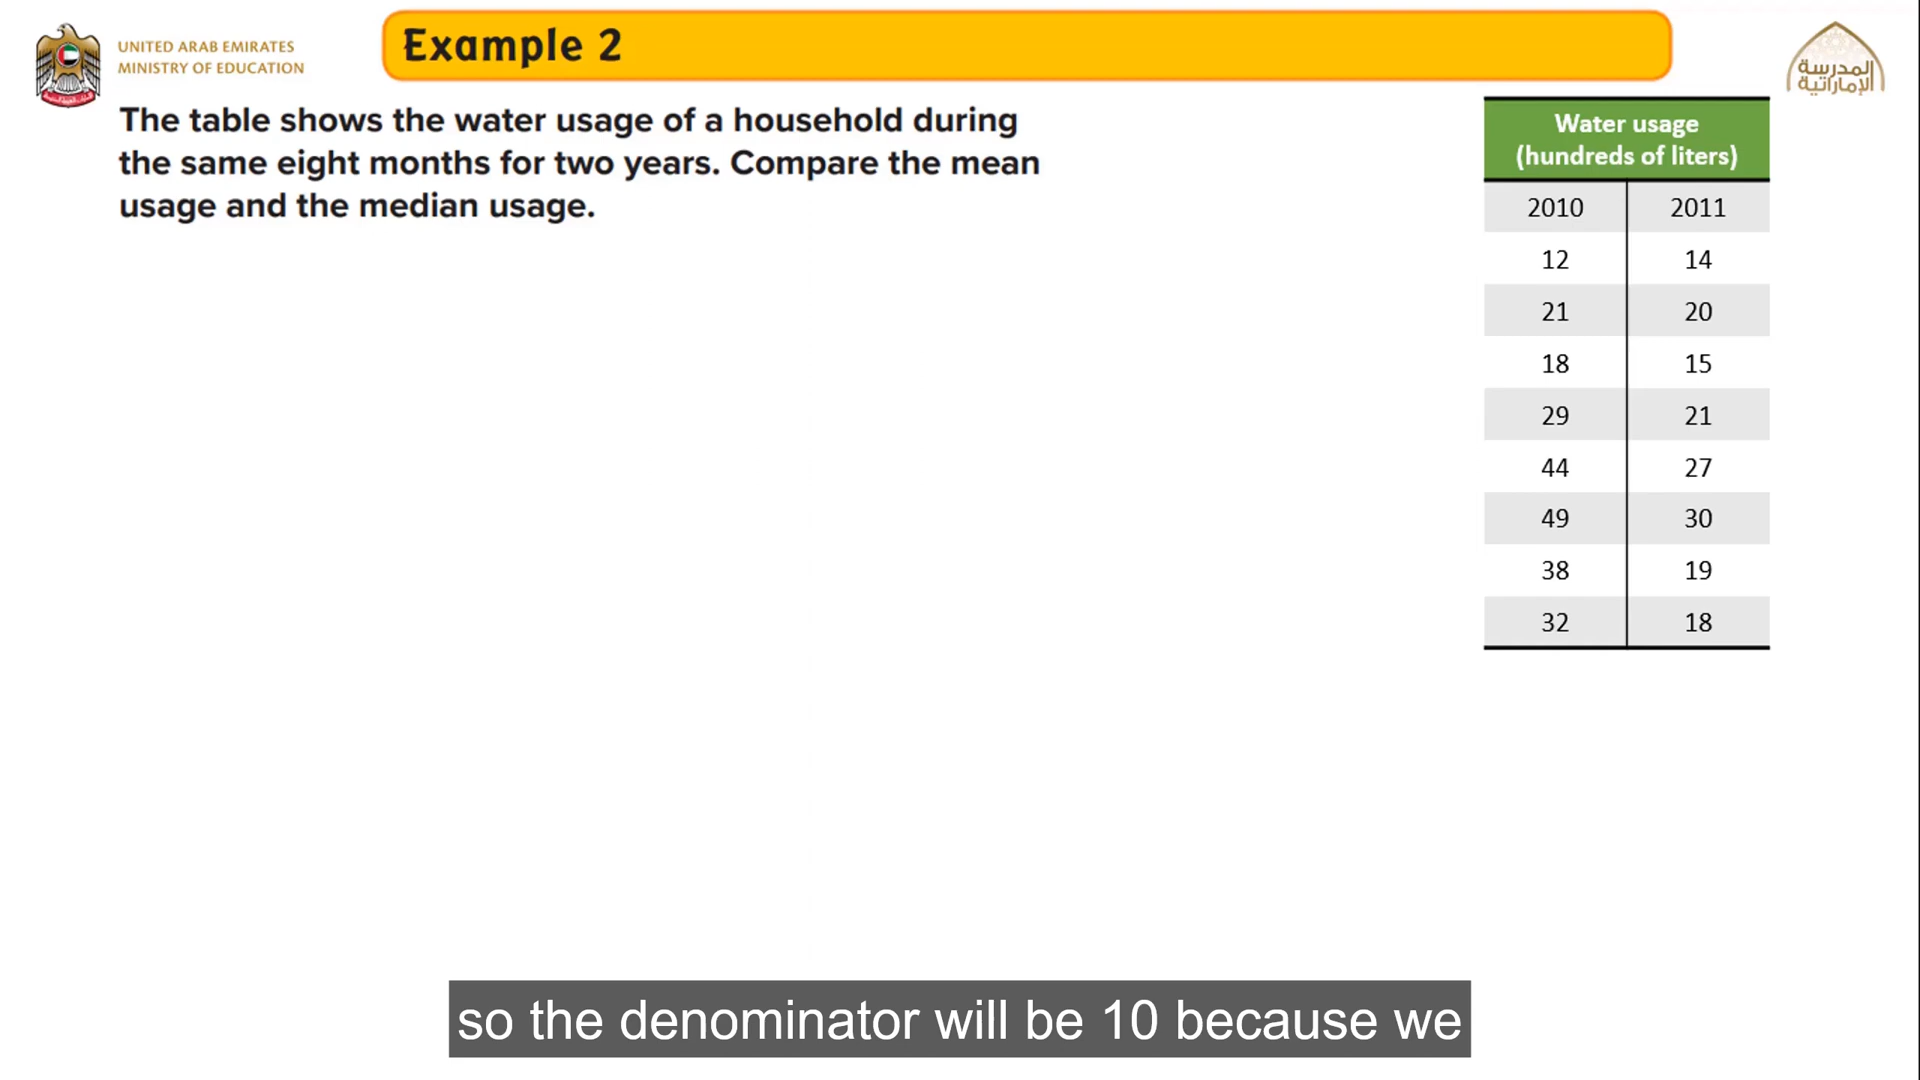 UNITED ARAB EMIRATES
MINISTRY OF EDUCATION
Example 2
المدرسة
الإماراتية
The table shows the water usage of a household during
the same eight months for two years. Compare the mean
usage and the median usage.
Water usage
(hundreds of liters)
2010 2011
12 14
21 20
18 15
29 21
44 27
49 30
38 19
32 18
so the denominator will be 10 because we